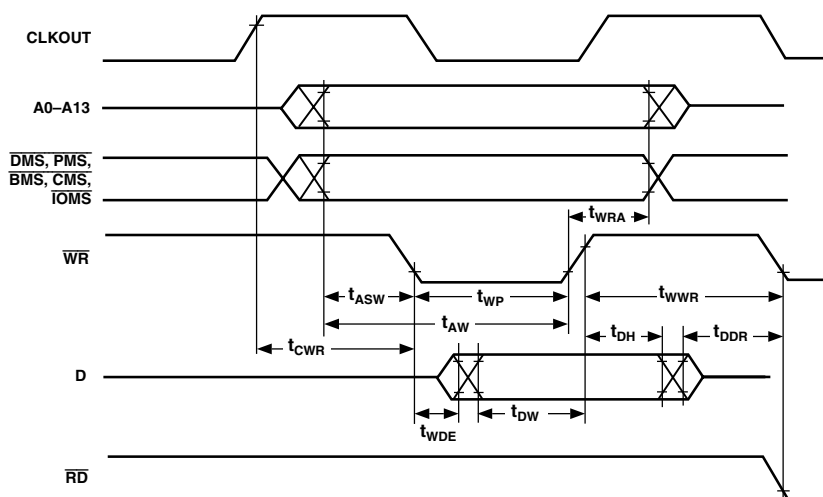 CLKOUT
A0–A13
DMS, PMS,
BMS, CMS,
IOMS
tWRA
WR
tASW
tWP
tWWR
tAW
tDH
tDDR
tCWR
D
tDW
tWDE
RD